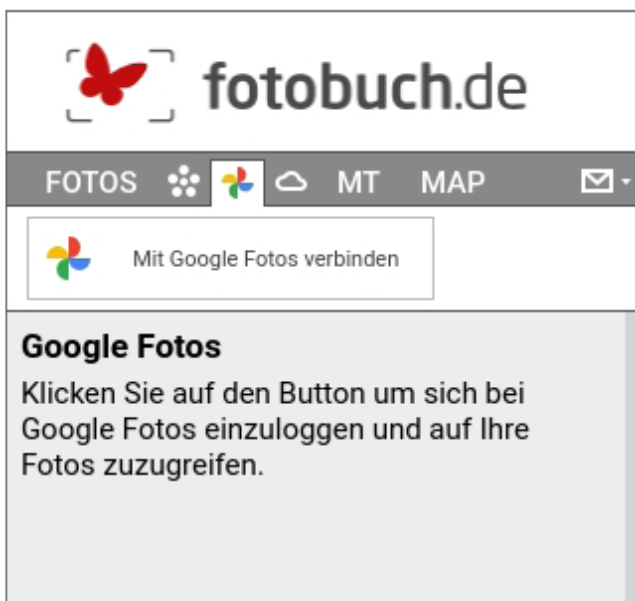 fotobuch.de
FOTOS MT MAP
Mit Google Fotos verbinden
Google Fotos
Klicken Sie auf den Button um sich bei
Google Fotos einzuloggen und auf Ihre
Fotos zuzugreifen.